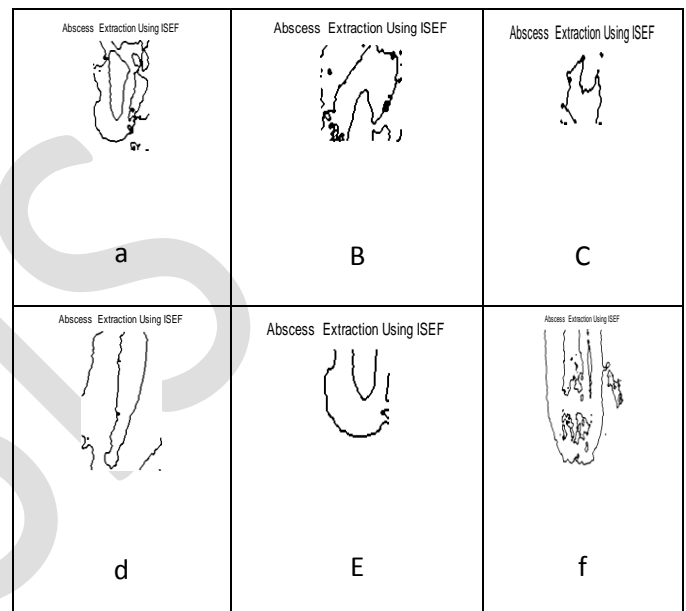 Abscess Extraction Using ISEF
a
Abscess Extraction Using ISEF
B
Abscess Extraction Using ISEF
C
Abscess Extraction Using ISEF
d
Abscess Extraction Using ISEF
E
Abscess Extraction Using ISEF
f